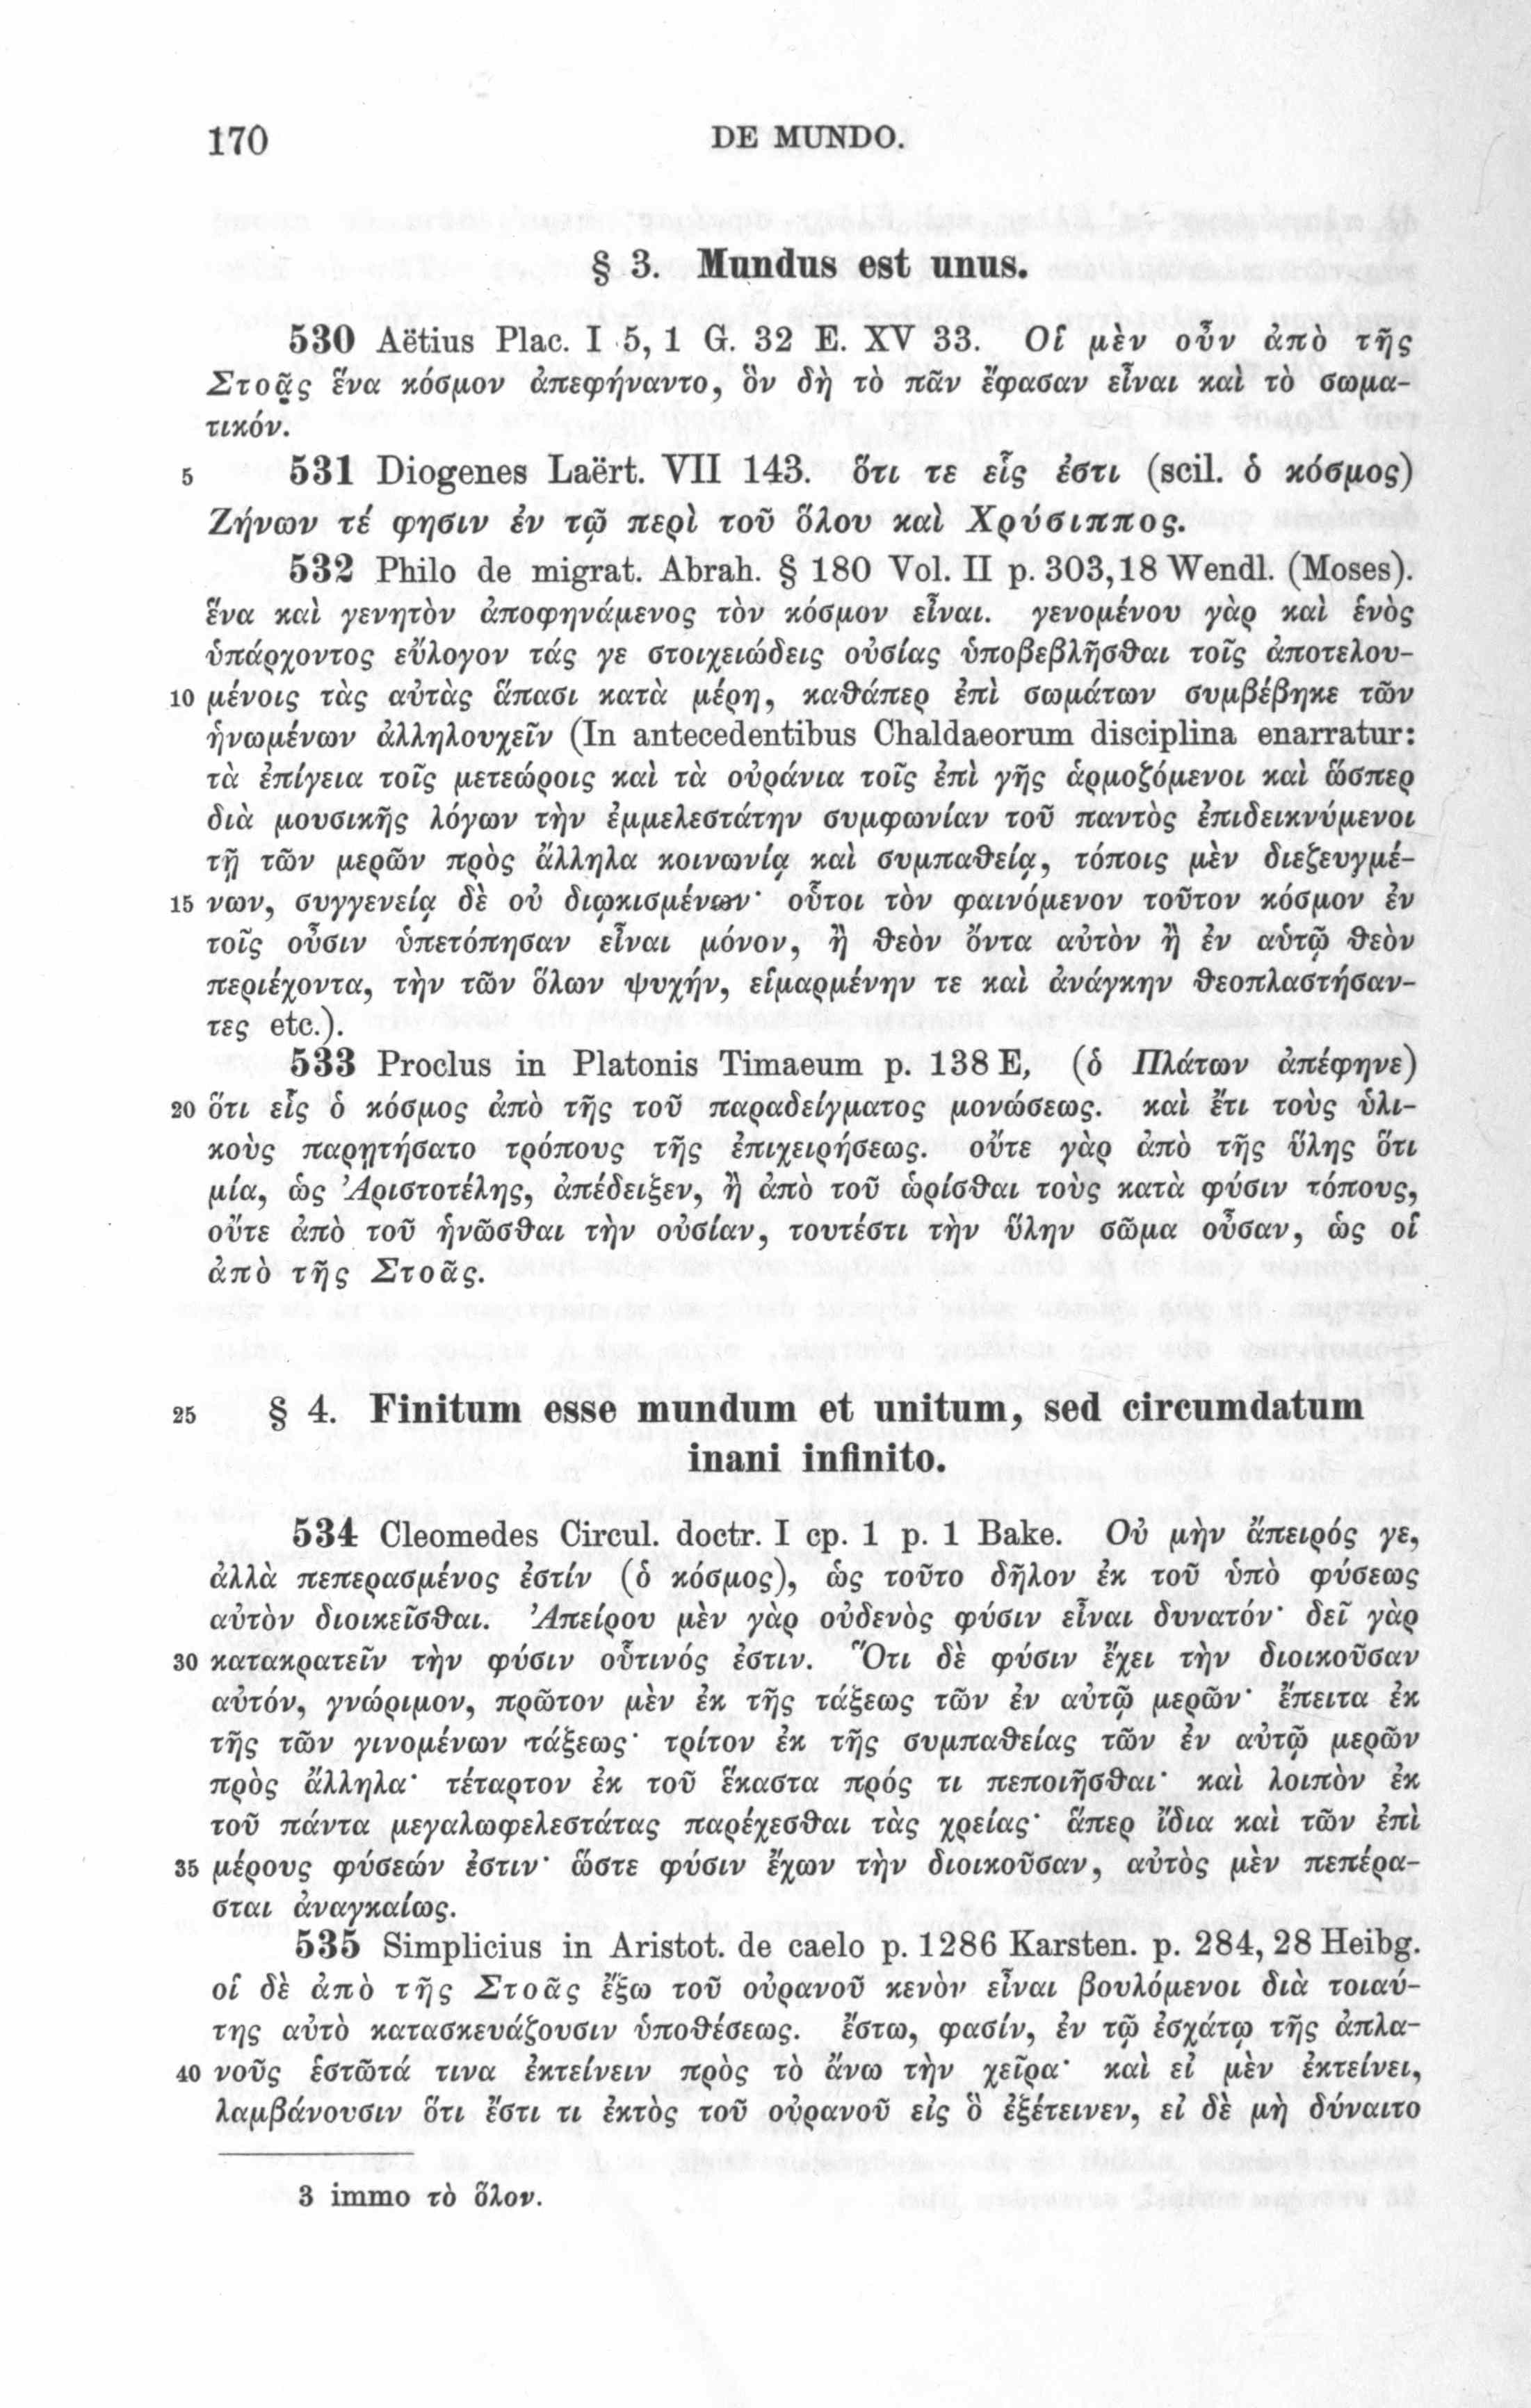 170 DE MUNDO.
§ 3. Mundus est unus.
530 Aëtius Plac. I 5, 1 G. 32 E. XV 33. Οἱ μὲν οὖν ἀπὸ τῆς
Στοᾶς ἕνα κόσμον ἀπεφήναντο, ὃν δὴ τὸ πᾶν ἔφασαν εἶναι καὶ τὸ σωμα-
τικόν.
5 531 Diogenes Laërt. VII 143. ὅτι τε εἷς ἐστι (scil. ὁ κόσμος)
Ζήνων τέ φησιν ἐν τῷ περὶ τοῦ ὅλου καὶ Χρύσιππος.
532 Philo de migrat. Abrah. § 180 Vol. II p. 303,18 Wendl. (Moses).
ἕνα καὶ γενητὸν ἀποφηνάμενος τὸν κόσμον εἶναι. γενομένου γὰρ καὶ ἑνὸς
ὑπάρχοντος εὔλογον τάς γε στοιχειώδεις οὐσίας ὑποβεβλῆσθαι τοῖς ἀποτελου-
10 μένοις τὰς αὐτὰς ἅπασι κατὰ μέρη, καθάπερ ἐπὶ σωμάτων συμβέβηκε τῶν
ἡνωμένων ἀλληλουχεῖν (In antecedentibus Chaldaeorum disciplina enarratur:
τὰ ἐπίγεια τοῖς μετεώροις καὶ τὰ οὐράνια τοῖς ἐπὶ γῆς ἁρμοζόμενοι καὶ ὥσπερ
διὰ μουσικῆς λόγων τὴν ἐμμελεστάτην συμφωνίαν τοῦ παντὸς ἐπιδεικνύμενοι
τῇ τῶν μερῶν πρὸς ἄλληλα κοινωνίᾳ καὶ συμπαθείᾳ, τόποις μὲν διεζευγμέ-
15 νων, συγγενείᾳ δὲ οὐ διῳκισμένων· οὗτοι τὸν φαινόμενον τοῦτον κόσμον ἐν
τοῖς οὖσιν ὑπετόπησαν εἶναι μόνον, ἢ θεὸν ὄντα αὐτὸν ἢ ἐν αὑτῷ θεὸν
περιέχοντα, τὴν τῶν ὅλων ψυχήν, εἱμαρμένην τε καὶ ἀνάγκην θεοπλαστήσαν-
τες etc.).
533 Proclus in Platonis Timaeum p. 138 E, (ὁ Πλάτων ἀπέφηνε)
20 ὅτι εἷς ὁ κόσμος ἀπὸ τῆς τοῦ παραδείγματος μονώσεως. καὶ ἔτι τοὺς ὑλι-
κοὺς παρῃτήσατο τρόπους τῆς ἐπιχειρήσεως. οὔτε γὰρ ἀπὸ τῆς ὕλης ὅτι
μία, ὡς Ἀριστοτέλης, ἀπέδειξεν, ἢ ἀπὸ τοῦ ὡρίσθαι τοὺς κατὰ φύσιν τόπους,
οὔτε ἀπὸ τοῦ ἡνῶσθαι τὴν οὐσίαν, τουτέστι τὴν ὕλην σῶμα οὖσαν, ὡς οἱ
ἀπὸ τῆς Στοᾶς.
25 § 4. Finitum esse mundum et unitum, sed circumdatum
inani infinito.
534 Cleomedes Circul. doctr. I cp. 1 p. 1 Bake. Οὐ μὴν ἄπειρός γε,
ἀλλὰ πεπερασμένος ἐστίν (ὁ κόσμος), ὡς τοῦτο δῆλον ἐκ τοῦ ὑπὸ φύσεως
αὐτὸν διοικεῖσθαι. Ἀπείρου μὲν γὰρ οὐδενὸς φύσιν εἶναι δυνατόν· δεῖ γὰρ
30 κατακρατεῖν τὴν φύσιν οὗτινός ἐστιν. Ὅτι δὲ φύσιν ἔχει τὴν διοικοῦσαν
αὐτόν, γνώριμον, πρῶτον μὲν ἐκ τῆς τάξεως τῶν ἐν αὐτῷ μερῶν· ἔπειτα ἐκ
τῆς τῶν γινομένων τάξεως· τρίτον ἐκ τῆς συμπαθείας τῶν ἐν αὐτῷ μερῶν
πρὸς ἄλληλα· τέταρτον ἐκ τοῦ ἕκαστα πρός τι πεποιῆσθαι· καὶ λοιπὸν ἐκ
τοῦ πάντα μεγαλωφελεστάτας παρέχεσθαι τὰς χρείας· ἅπερ ἴδια καὶ τῶν ἐπὶ
35 μέρους φύσεών ἐστιν· ὥστε φύσιν ἔχων τὴν διοικοῦσαν, αὐτὸς μὲν πεπέρα-
σται ἀναγκαίως.
535 Simplicius in Aristot. de caelo p. 1286 Karsten. p. 284, 28 Heibg.
οἱ δὲ ἀπὸ τῆς Στοᾶς ἔξω τοῦ οὐρανοῦ κενὸν εἶναι βουλόμενοι διὰ τοιαύ-
της αὐτὸ κατασκευάζουσιν ὑποθέσεως. ἔστω, φασίν, ἐν τῷ ἐσχάτῳ τῆς ἀπλα-
40 νοῦς ἑστῶτά τινα ἐκτείνειν πρὸς τὸ ἄνω τὴν χεῖρα· καὶ εἰ μὲν ἐκτείνει,
λαμβάνουσιν ὅτι ἔστι τι ἐκτὸς τοῦ οὐρανοῦ εἰς ὃ ἐξέτεινεν, εἰ δὲ μὴ δύναιτο
3 immo τὸ ὅλον.